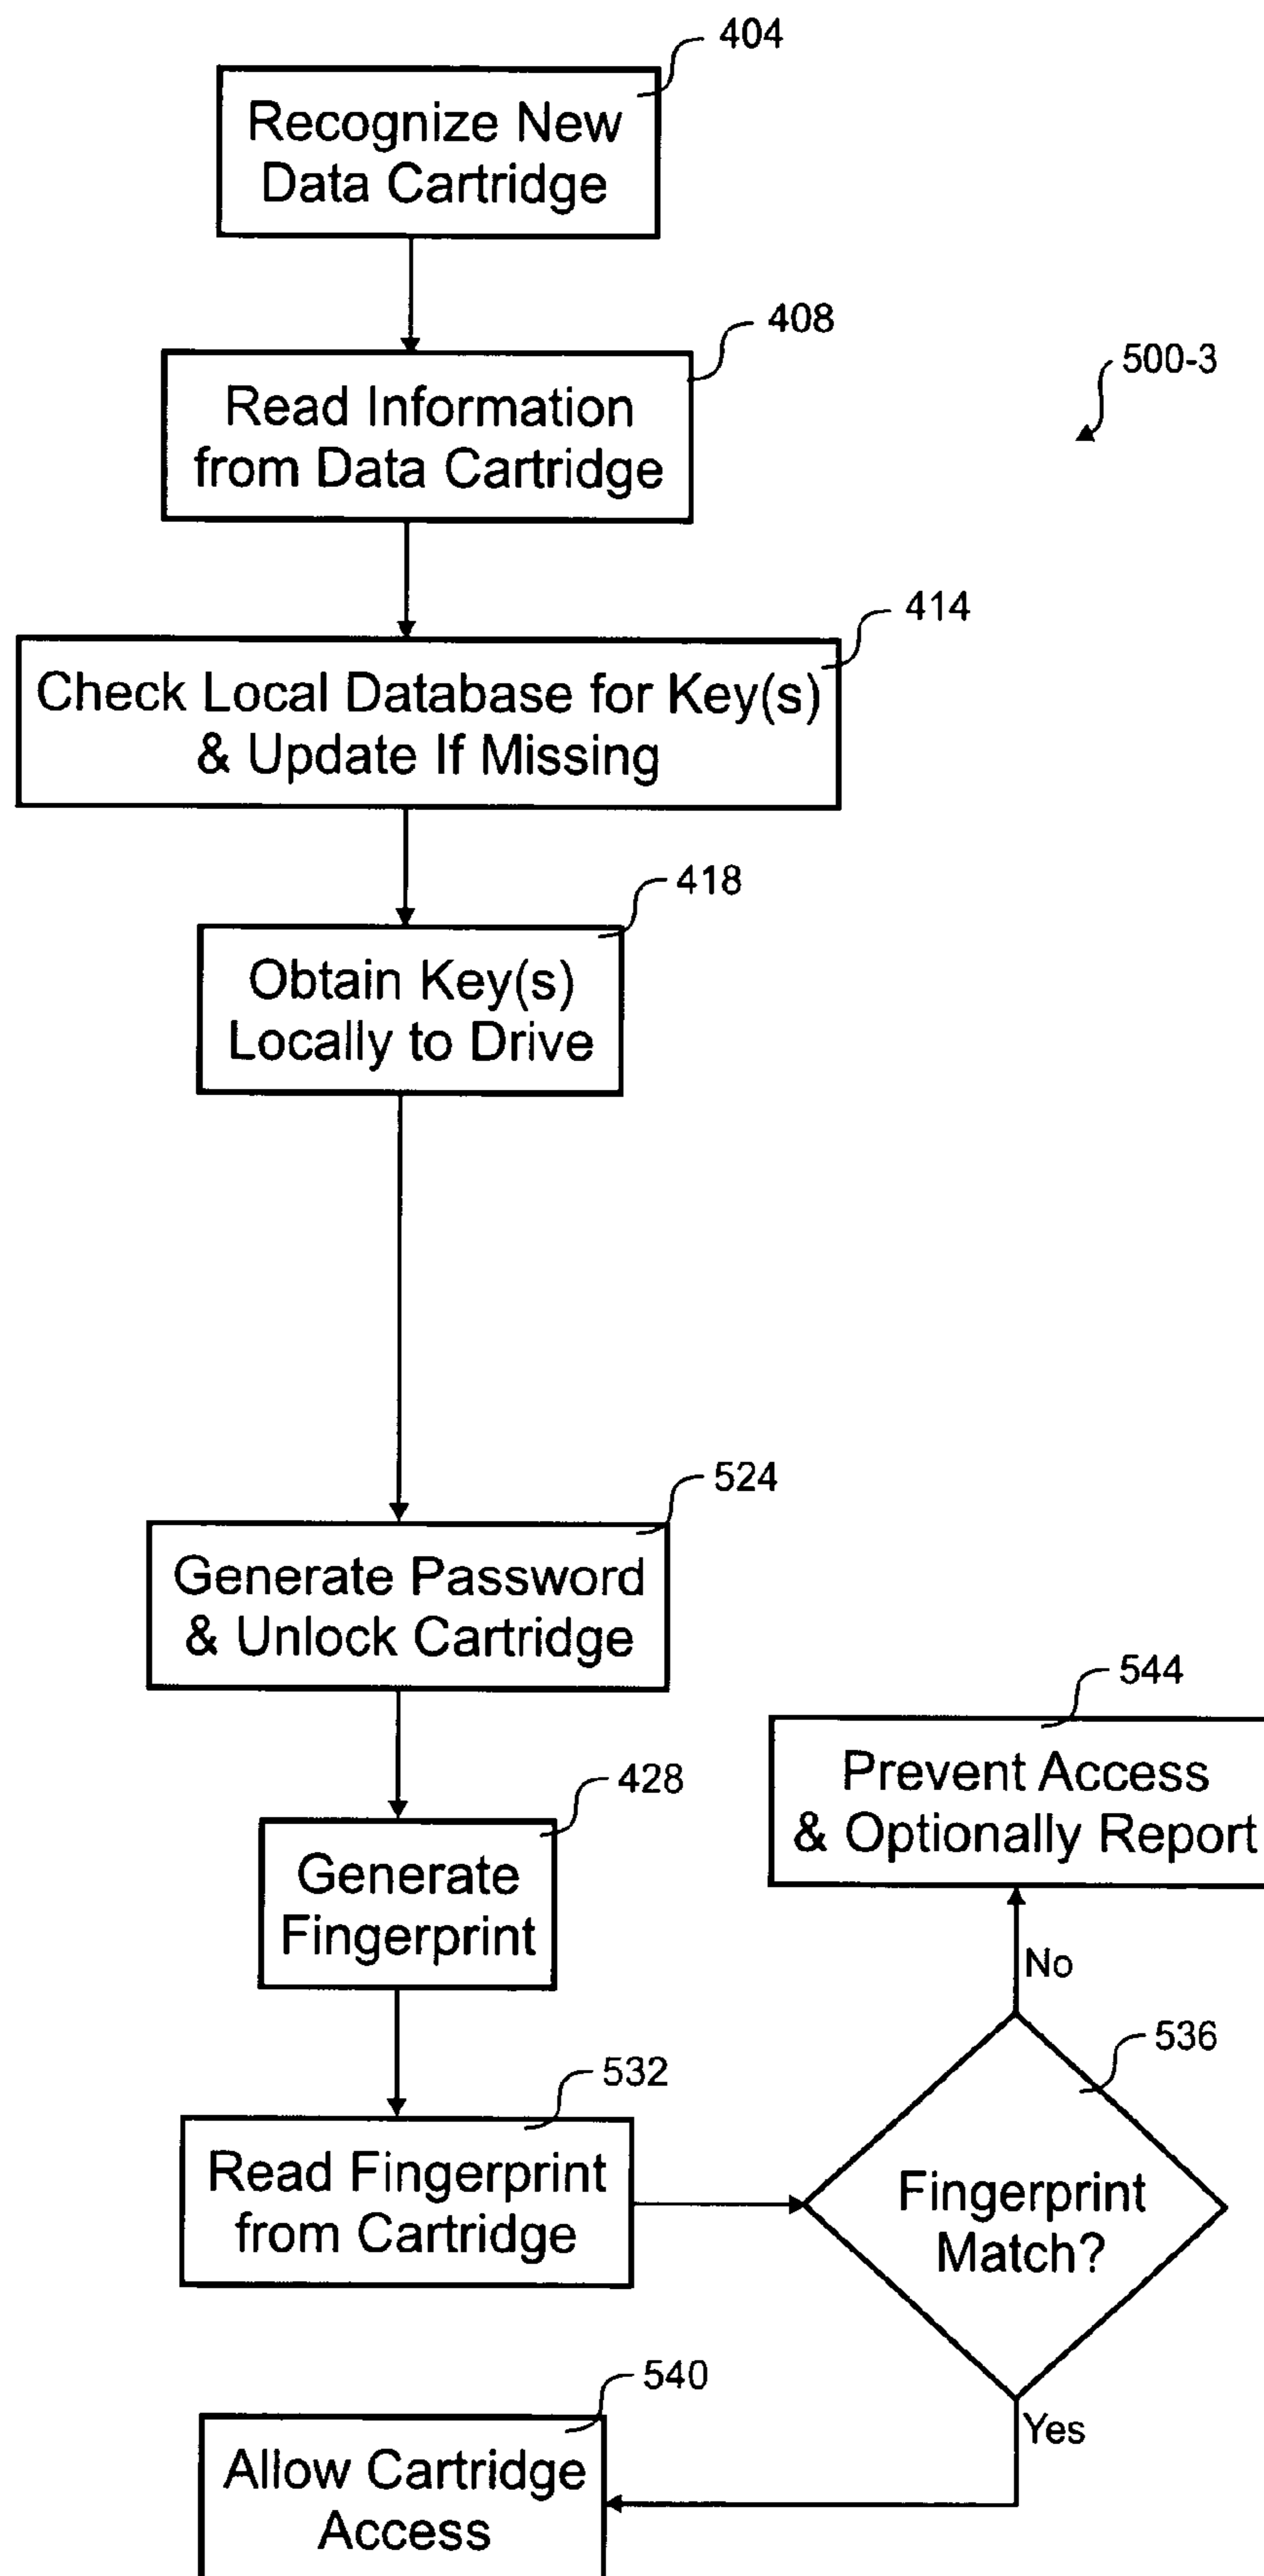 404
Recognize New
Data Cartridge
408
Read Information
from Data Cartridge
500-3
414
Check Local Database for Key(s)
& Update If Missing
418
Obtain Key(s)
Locally to Drive
524
Generate Password
& Unlock Cartridge
544
Prevent Access
& Optionally Report
428
Generate
Fingerprint
No
536
532
Read Fingerprint
from Cartridge
Fingerprint
Match?
540
Yes
Allow Cartridge
Access